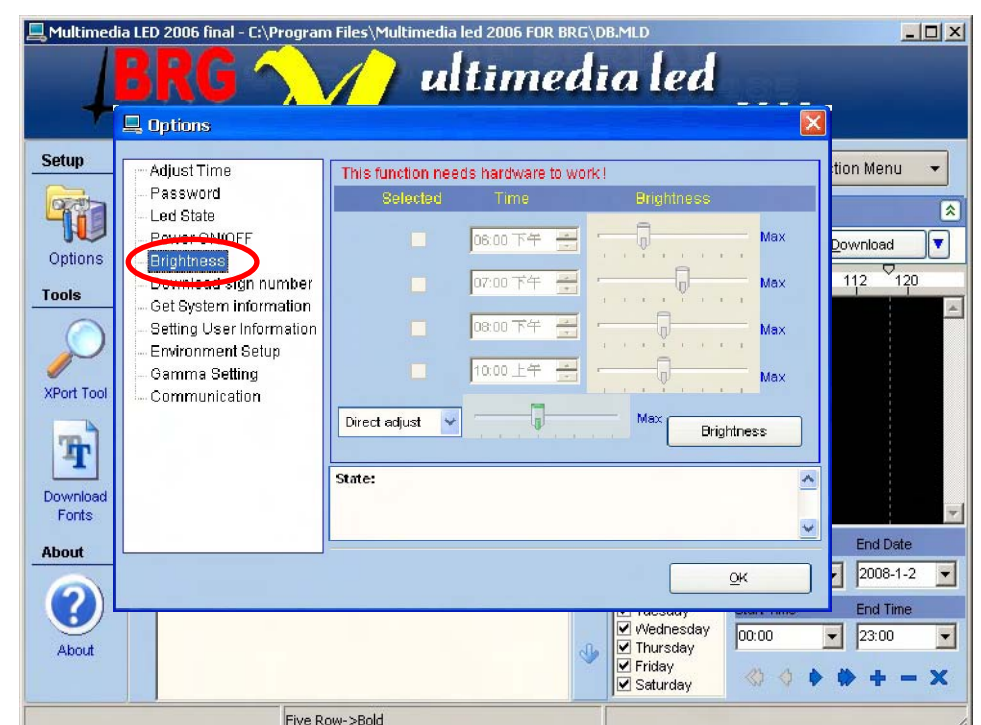 Multimedia LED 2006 final - C:\Program Files\Multimedia led 2006 FOR BRG\DB.MLD
BRG ultimedia led
Options
Setup
Options
Tools
XPort Tool
Download
Fonts
About
About
Adjust Time
Password
Led State
Power ON/OFF
Brightness
Download sign number
Get System information
Setting User Information
Environment Setup
Gamma Setting
Communication
This function needs hardware to work!
Selected Time Brightness
06:00 下午 Max
07:00 下午 Max
08:00 下午 Max
10:00 上午 Max
Direct adjust Max Brightness
State:
OK
Menu
Download
112 120
End Date
2008-1-2
Start Time End Time
00:00 23:00
Tuesday
Wednesday
Thursday
Friday
Saturday
Five Row->Bold